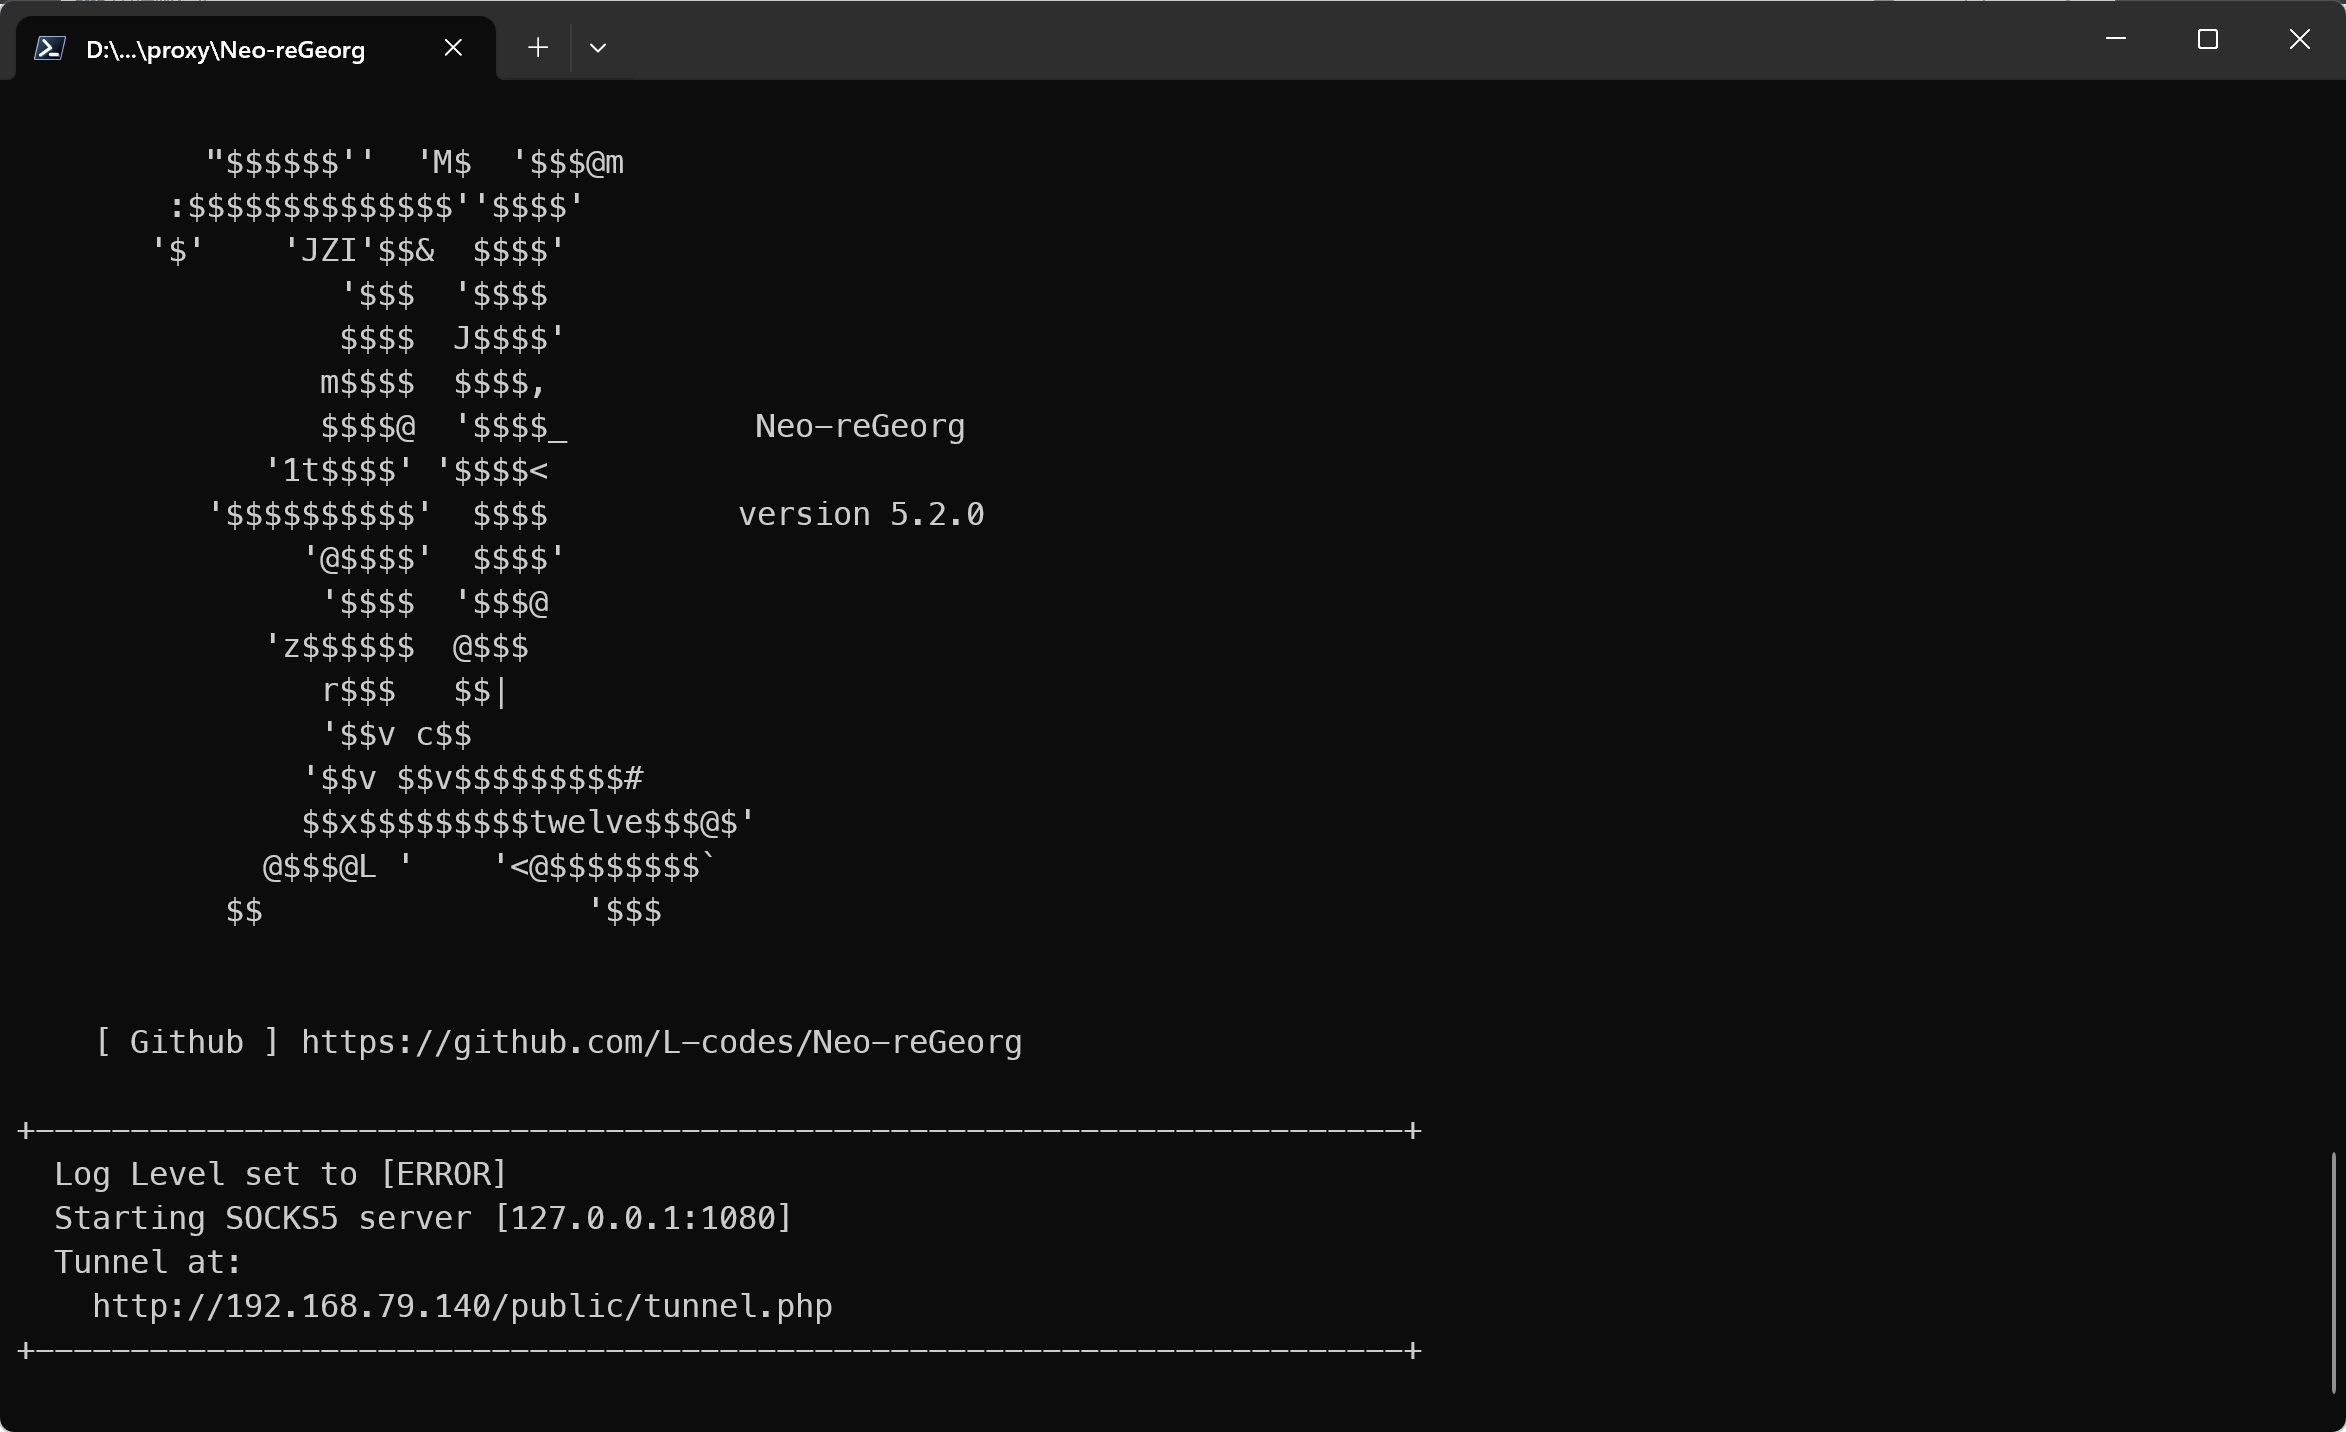 D:\...\proxy\Neo-reGeorg
"$$$$$$''  'M$  '$$$@m
:$$$$$$$$$$$$$$''$$$$'
'$'    'JZI'$$&  $$$$'
'$$$  '$$$$
$$$$  J$$$$'
m$$$$  $$$$,
$$$$@  '$$$$_          Neo-reGeorg
'1t$$$$' '$$$$<
'$$$$$$$$$$'  $$$$          version 5.2.0
'@$$$$'  $$$$'
'$$$$  '$$$@
'z$$$$$$  @$$$
r$$$   $$|
'$$v c$$
'$$v $$v$$$$$$$$$#
$$x$$$$$$$$$twelve$$$@$'
@$$$@L '    '<@$$$$$$$$`
$$                 '$$$
[ Github ] https://github.com/L-codes/Neo-reGeorg
+------------------------------------------------------------------------+
Log Level set to [ERROR]
Starting SOCKS5 server [127.0.0.1:1080]
Tunnel at:
http://192.168.79.140/public/tunnel.php
+------------------------------------------------------------------------+